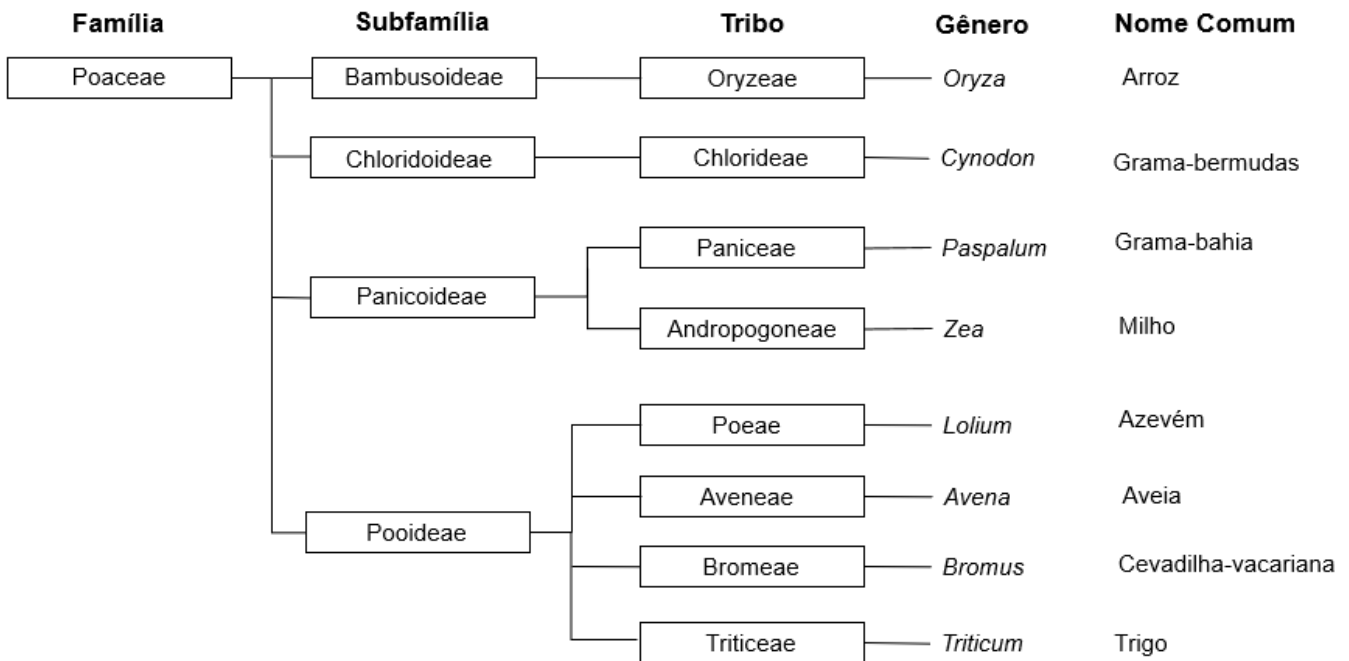 Família Subfamília Tribo Gênero Nome Comum
Poaceae Bambusoideae Oryzeae Oryza Arroz
Chloridoideae Chlorideae Cynodon Grama-bermudas
Paniceae Paspalum Grama-bahia
Panicoideae
Andropogoneae Zea Milho
Poeae Lolium Azevém
Aveneae Avena Aveia
Pooideae
Bromeae Bromus Cevadilha-vacariana
Triticeae Triticum Trigo